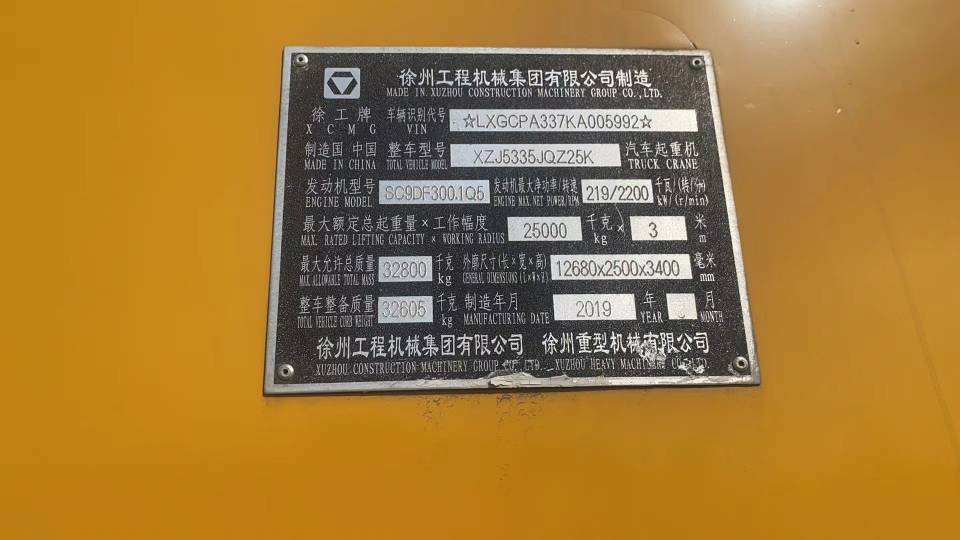 徐州工程机械集团有限公司制造
MADE IN XUZHOU CONSTRUCTION MACHINERY GROUP CO.,LTD.
徐工牌 车辆识别代号 ☆LXGCPA337KA005992☆
XCMG VIN
制造国 中国 整车型号 XZJ5335JQZ25K 汽车起重机
MADE IN CHINA TOTAL VEHICLE MODEL TRUCK CRANE
发动机型号 SC9DF300.1Q5 发动机最大净功率/转速 219/2200 千瓦/(转/分)
ENGINE MODEL ENGINE MAX.NET POWER/RPM kW/(r/min)
最大额定总起重量×工作幅度 25000 千克× 3 米
MAX. RATED LIFTING CAPACITY × WORKING RADIUS kg m
最大允许总质量 32800 千克 外廓尺寸(长×宽×高) 12680x2500x3400 毫米
MAX.ALLOWABLE TOTAL MASS kg GENERAL DIMENSIONS(L×W×H) mm
整车整备质量 32605 千克 制造年月 2019 年 月
TOTAL VEHICLE CURB WEIGHT kg MANUFACTURING DATE YEAR MONTH
徐州工程机械集团有限公司 徐州重型机械有限公司
XUZHOU CONSTRUCTION MACHINERY GROUP CO.,LTD. XUZHOU HEAVY MACHINERY CO.,LTD.